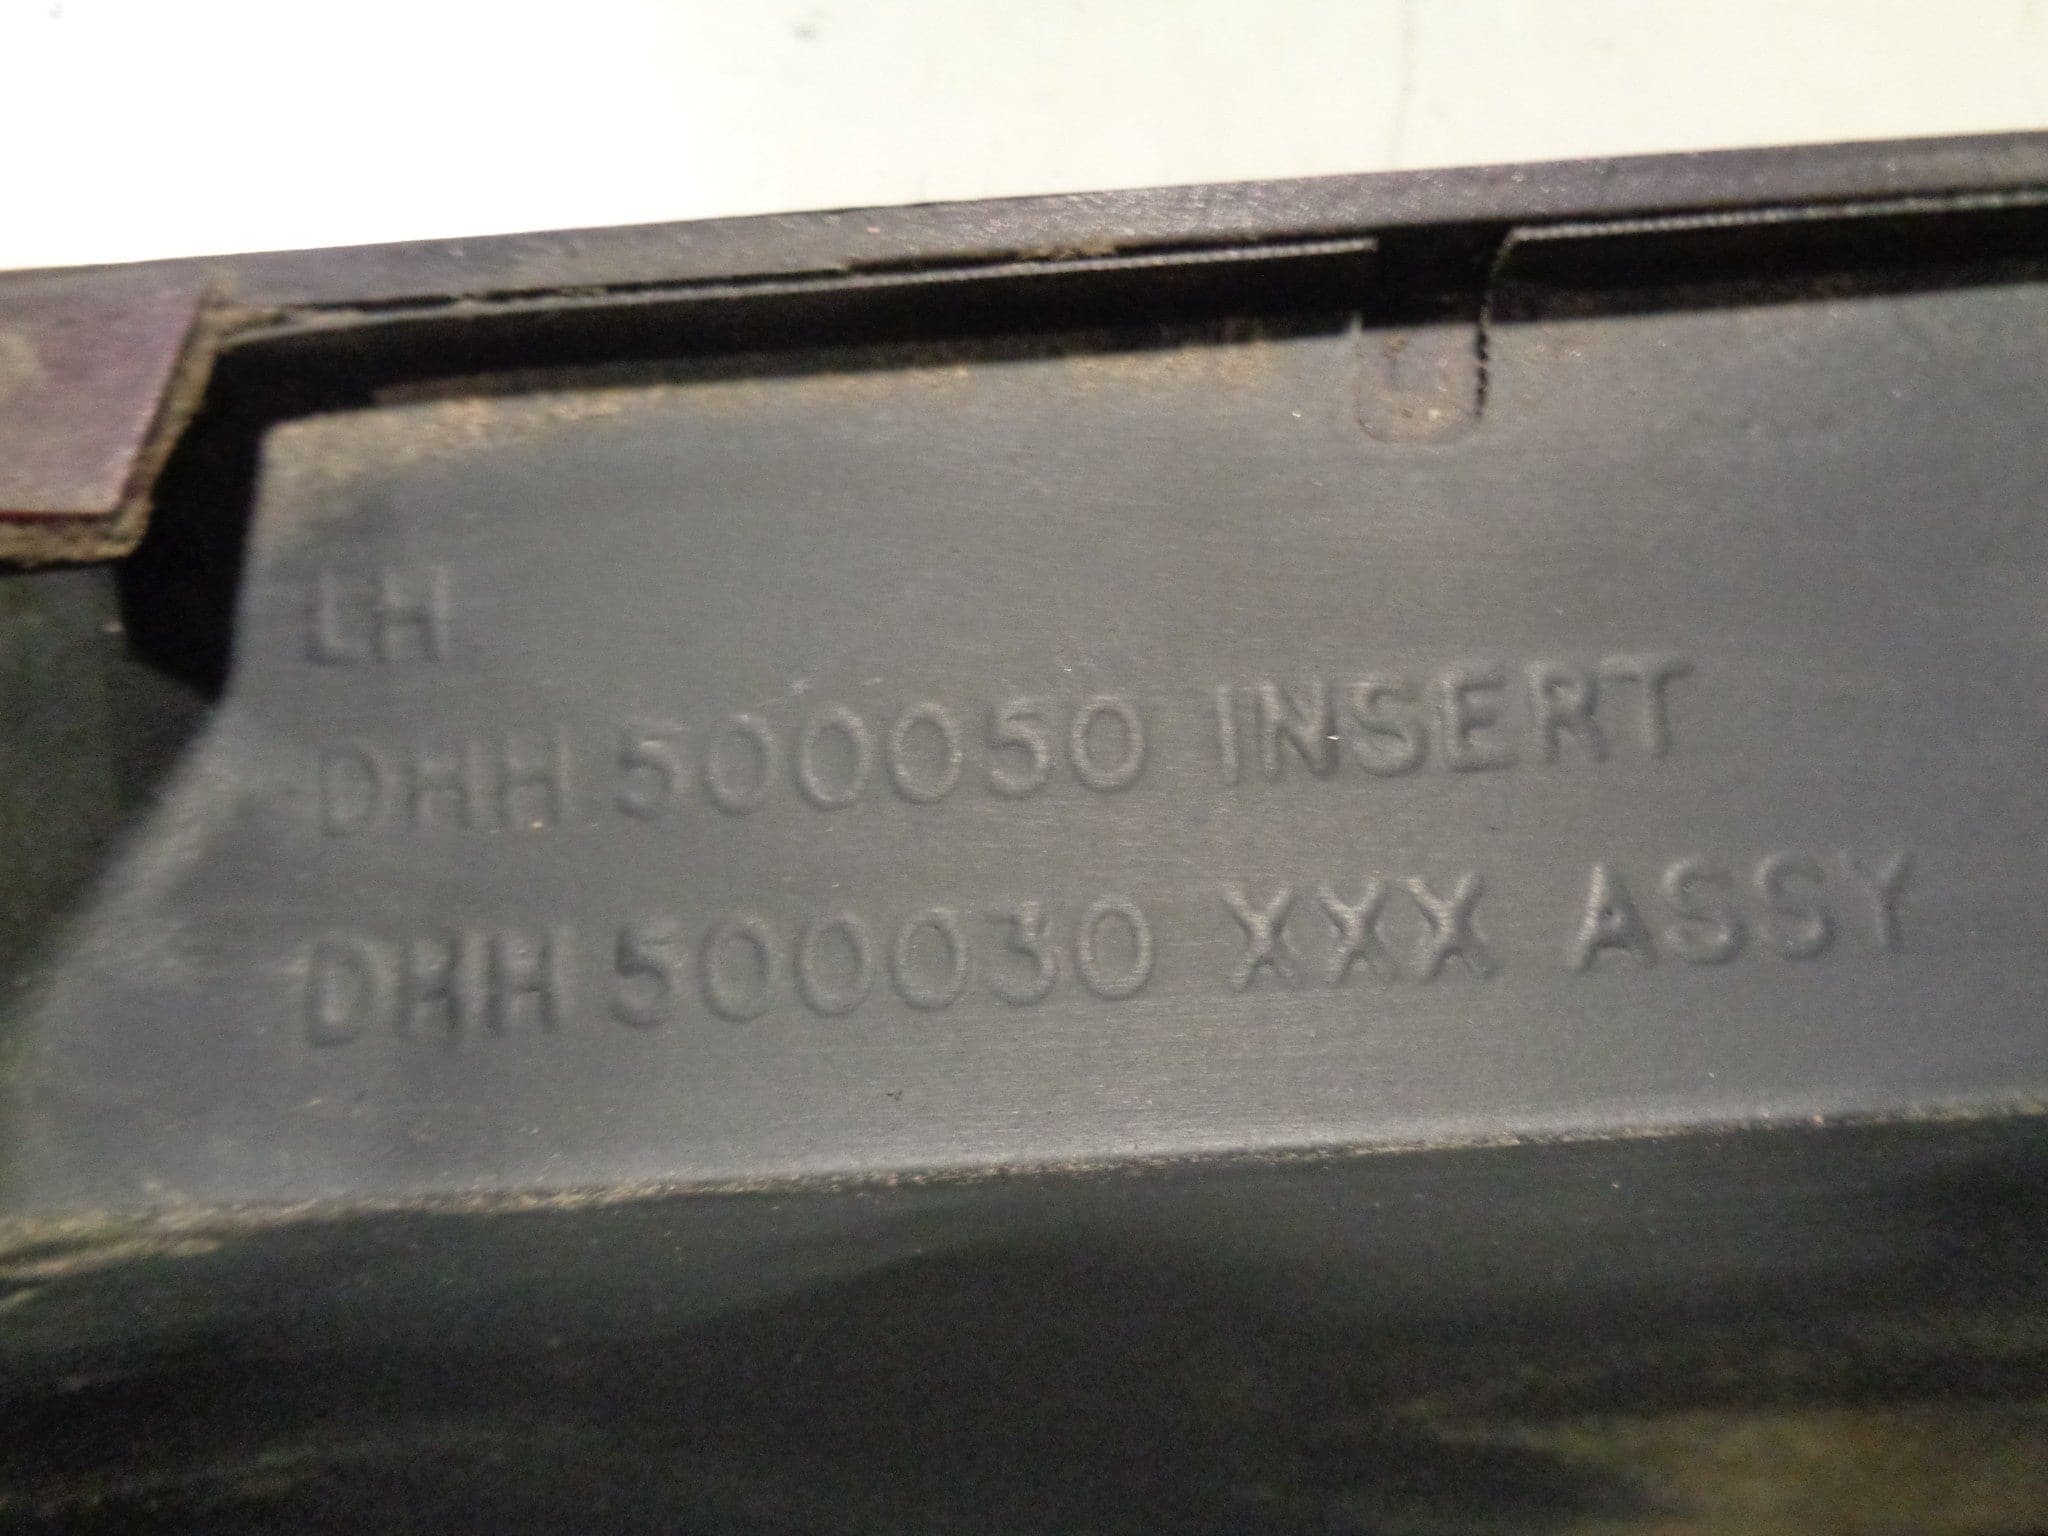 LH
DHH 500050 INSERT
DHH 500030 XXX ASSY